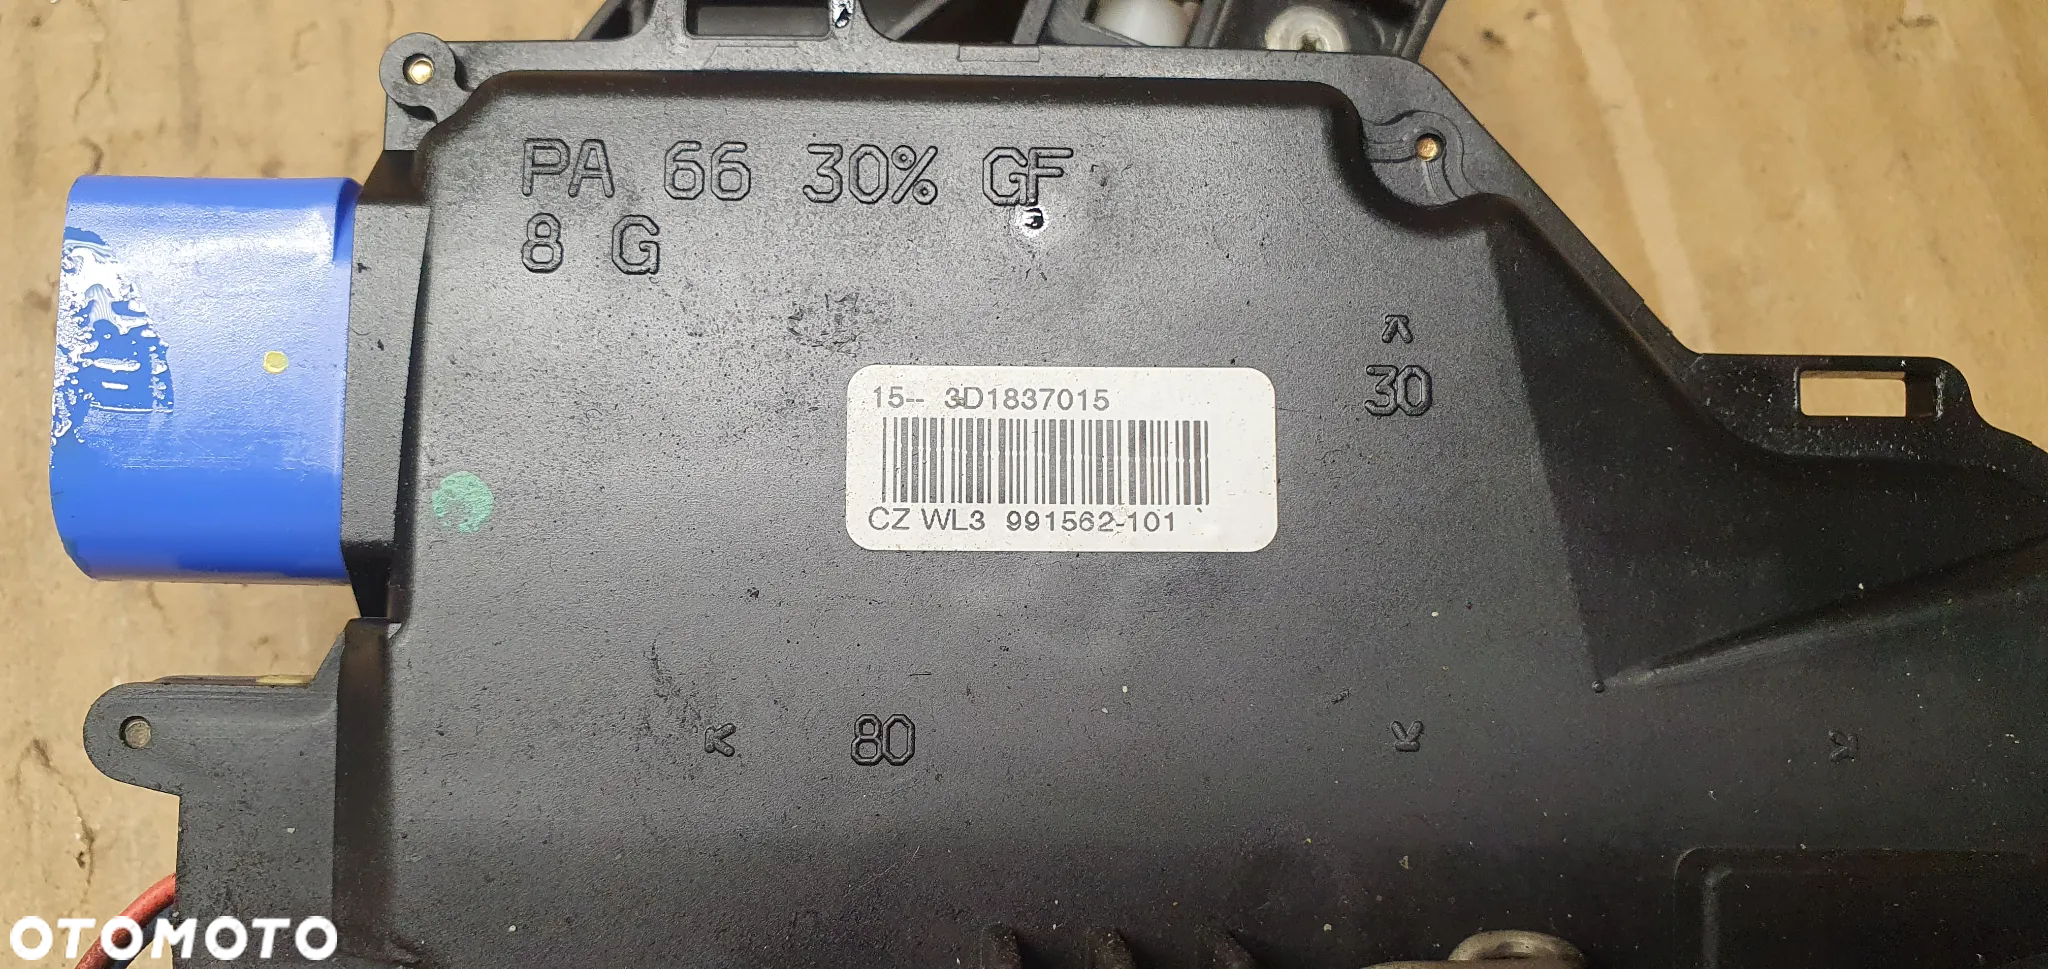 PA 66 30% GF
8 G
30
15-- 3D1837015
CZ WL3 991562-101
80
OTOMOTO